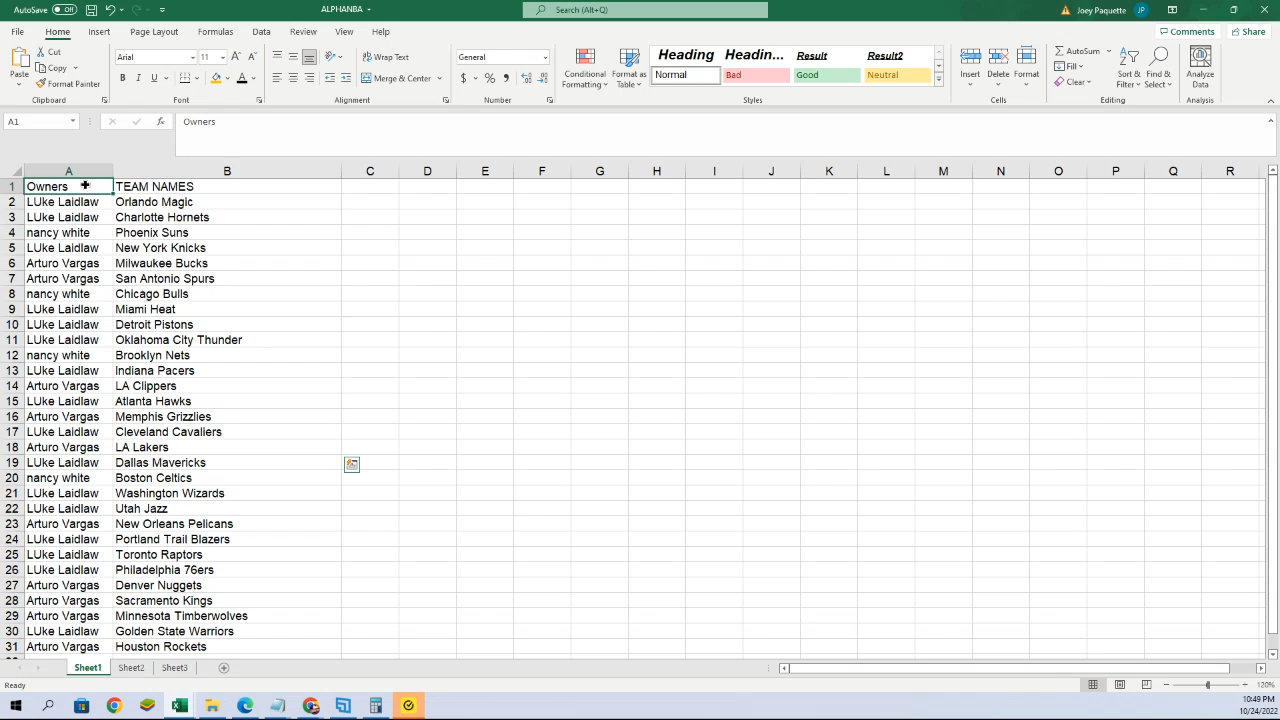 AutoSave Off ALPHANBA Search (Alt+Q) Joey Paquette JP
File Home Insert Page Layout Formulas Data Review View Help Comments Share
Paste Cut Copy Format Painter Clipboard
Arial 11 B I U A A Font
Wrap Text Merge & Center Alignment
General $ % Number
Conditional Formatting Format as Table
Heading Headin... Result Result2
Normal Bad Good Neutral
Styles
Insert Delete Format Cells
AutoSum Fill Clear Sort & Filter Find & Select Editing
Analyze Data Analysis
A1 fx Owners
A B C D E F G H I J K L M N O P Q R
1 Owners TEAM NAMES
2 LUke Laidlaw Orlando Magic
3 LUke Laidlaw Charlotte Hornets
4 nancy white Phoenix Suns
5 LUke Laidlaw New York Knicks
6 Arturo Vargas Milwaukee Bucks
7 Arturo Vargas San Antonio Spurs
8 nancy white Chicago Bulls
9 LUke Laidlaw Miami Heat
10 LUke Laidlaw Detroit Pistons
11 LUke Laidlaw Oklahoma City Thunder
12 nancy white Brooklyn Nets
13 LUke Laidlaw Indiana Pacers
14 Arturo Vargas LA Clippers
15 LUke Laidlaw Atlanta Hawks
16 Arturo Vargas Memphis Grizzlies
17 LUke Laidlaw Cleveland Cavaliers
18 Arturo Vargas LA Lakers
19 LUke Laidlaw Dallas Mavericks
20 nancy white Boston Celtics
21 LUke Laidlaw Washington Wizards
22 LUke Laidlaw Utah Jazz
23 Arturo Vargas New Orleans Pelicans
24 LUke Laidlaw Portland Trail Blazers
25 LUke Laidlaw Toronto Raptors
26 LUke Laidlaw Philadelphia 76ers
27 Arturo Vargas Denver Nuggets
28 Arturo Vargas Sacramento Kings
29 Arturo Vargas Minnesota Timberwolves
30 LUke Laidlaw Golden State Warriors
31 Arturo Vargas Houston Rockets
Sheet1 Sheet2 Sheet3
Ready 120%
10:49 PM
10/24/2022